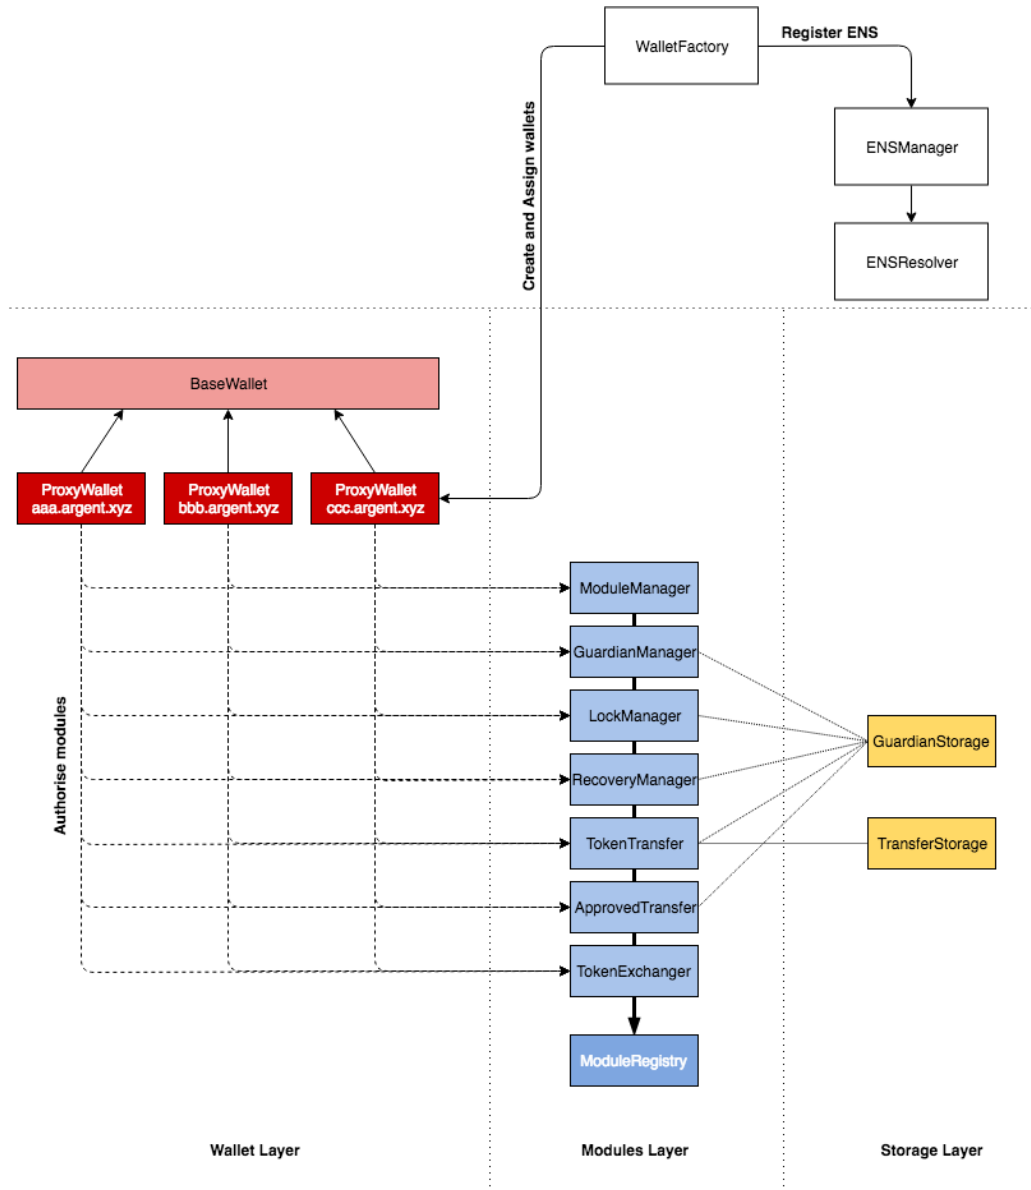 WalletFactory
Register ENS
ENSManager
ENSResolver
Create and Assign wallets
BaseWallet
ProxyWallet
aaa.argent.xyz
ProxyWallet
bbb.argent.xyz
ProxyWallet
ccc.argent.xyz
Authorise modules
ModuleManager
GuardianManager
LockManager
RecoveryManager
TokenTransfer
ApprovedTransfer
TokenExchanger
ModuleRegistry
GuardianStorage
TransferStorage
Wallet Layer
Modules Layer
Storage Layer